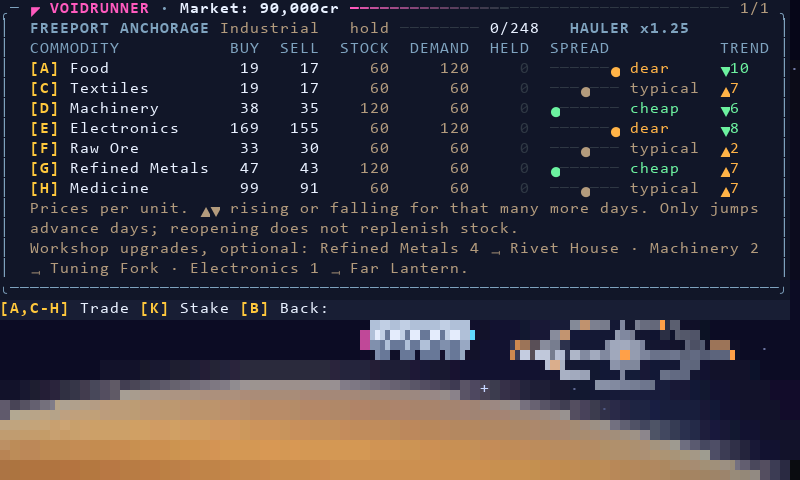 VOIDRUNNER · Market: 90,000cr 1/1
FREEPORT ANCHORAGE Industrial hold 0/248 HAULER x1.25
COMMODITY BUY SELL STOCK DEMAND HELD SPREAD TREND
[A] Food 19 17 60 120 0 dear ▼10
[C] Textiles 19 17 60 60 0 typical ▲7
[D] Machinery 38 35 120 60 0 cheap ▼6
[E] Electronics 169 155 60 120 0 dear ▼8
[F] Raw Ore 33 30 60 60 0 typical ▲2
[G] Refined Metals 47 43 120 60 0 cheap ▲7
[H] Medicine 99 91 60 60 0 typical ▲7
Prices per unit. ▲▼ rising or falling for that many more days. Only jumps
advance days; reopening does not replenish stock.
Workshop upgrades, optional: Refined Metals 4 → Rivet House · Machinery 2
→ Tuning Fork · Electronics 1 → Far Lantern.
[A,C-H] Trade [K] Stake [B] Back: